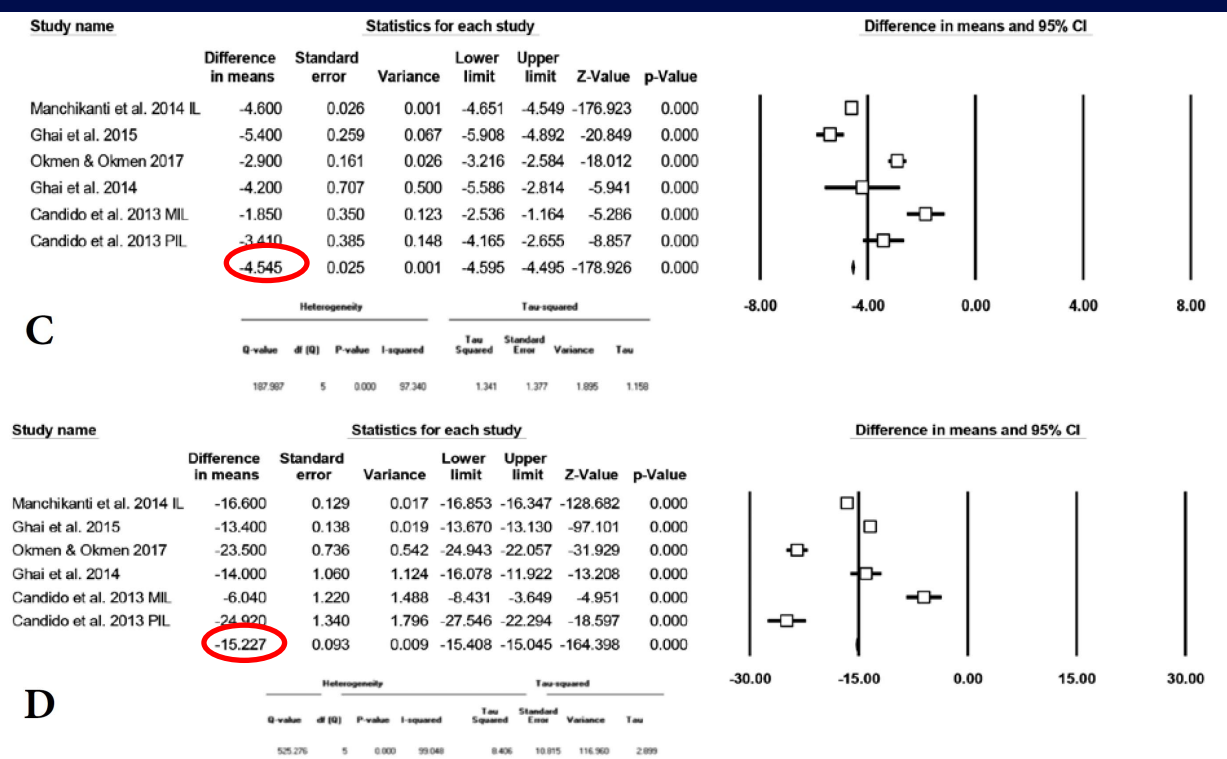 Study name Statistics for each study Difference in means and 95% CI
Difference Standard Lower Upper
in means error Variance limit limit Z-Value p-Value
Manchikanti et al. 2014 IL -4.600 0.026 0.001 -4.651 -4.549 -176.923 0.000
Ghai et al. 2015 -5.400 0.259 0.067 -5.908 -4.892 -20.849 0.000
Okmen & Okmen 2017 -2.900 0.161 0.026 -3.216 -2.584 -18.012 0.000
Ghai et al. 2014 -4.200 0.707 0.500 -5.586 -2.814 -5.941 0.000
Candido et al. 2013 MIL -1.850 0.350 0.123 -2.536 -1.164 -5.286 0.000
Candido et al. 2013 PIL -3.410 0.385 0.148 -4.165 -2.655 -8.857 0.000
-4.545 0.025 0.001 -4.595 -4.495 -178.926 0.000
-8.00 -4.00 0.00 4.00 8.00
C
Heterogeneity Tau-squared
Tau Standard
Q-value df (Q) P-value I-squared Squared Error Variance Tau
187.987 5 0.000 97.340 1.341 1.377 1.895 1.158
Study name Statistics for each study Difference in means and 95% CI
Difference Standard Lower Upper
in means error Variance limit limit Z-Value p-Value
Manchikanti et al. 2014 IL -16.600 0.129 0.017 -16.853 -16.347 -128.682 0.000
Ghai et al. 2015 -13.400 0.138 0.019 -13.670 -13.130 -97.101 0.000
Okmen & Okmen 2017 -23.500 0.736 0.542 -24.943 -22.057 -31.929 0.000
Ghai et al. 2014 -14.000 1.060 1.124 -16.078 -11.922 -13.208 0.000
Candido et al. 2013 MIL -6.040 1.220 1.488 -8.431 -3.649 -4.951 0.000
Candido et al. 2013 PIL -24.920 1.340 1.796 -27.546 -22.294 -18.597 0.000
-15.227 0.093 0.009 -15.408 -15.045 -164.398 0.000
-30.00 -15.00 0.00 15.00 30.00
D
Heterogeneity Tau-squared
Tau Standard
Q-value df (Q) P-value I-squared Squared Error Variance Tau
525.276 5 0.000 99.048 8.406 10.815 116.960 2.899